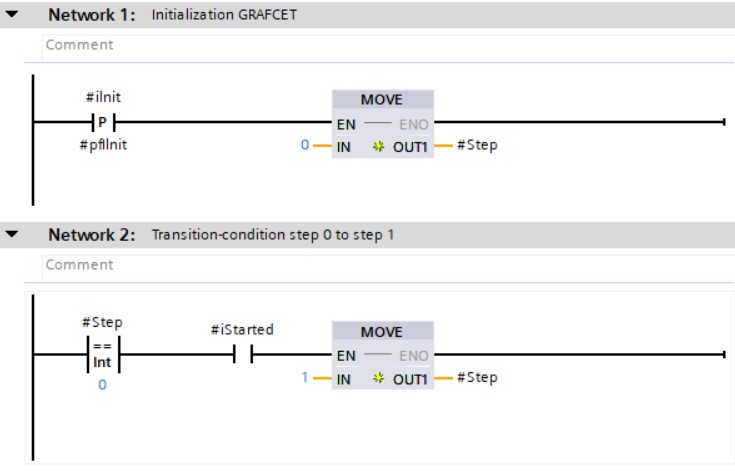 Network 1: Initialization GRAFCET
Comment
#iInit
P
#pfIInit
MOVE
EN ENO
0 IN OUT1 #Step
Network 2: Transition-condition step 0 to step 1
Comment
#Step
#iStarted
==
Int
0
MOVE
EN ENO
1 IN OUT1 #Step